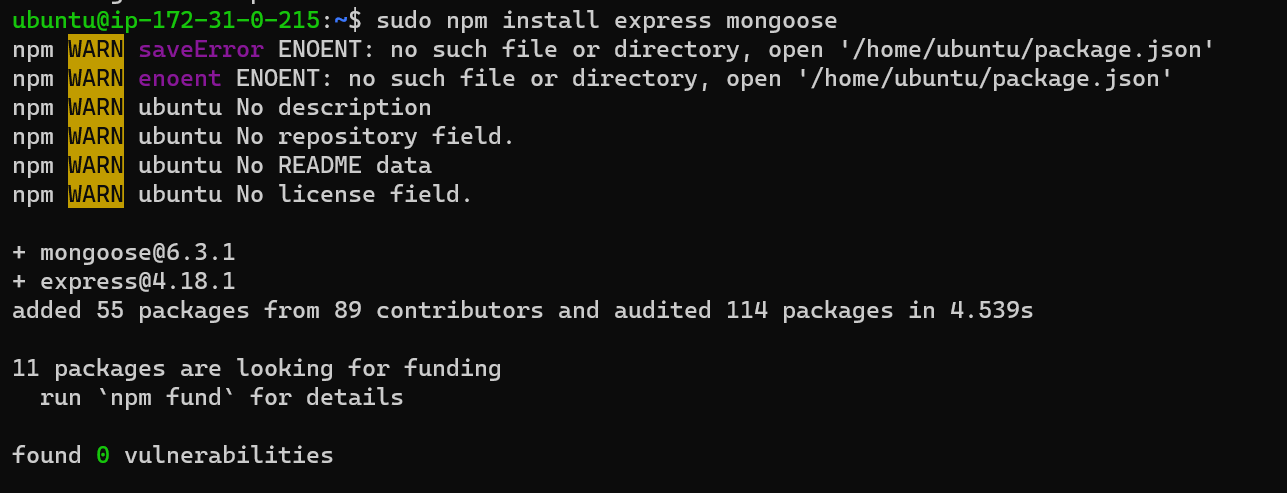 ubuntu@ip-172-31-0-215:~$ sudo npm install express mongoose
npm WARN saveError ENOENT: no such file or directory, open '/home/ubuntu/package.json'
npm WARN enoent ENOENT: no such file or directory, open '/home/ubuntu/package.json'
npm WARN ubuntu No description
npm WARN ubuntu No repository field.
npm WARN ubuntu No README data
npm WARN ubuntu No license field.
+ mongoose@6.3.1
+ express@4.18.1
added 55 packages from 89 contributors and audited 114 packages in 4.539s
11 packages are looking for funding
run `npm fund` for details
found 0 vulnerabilities